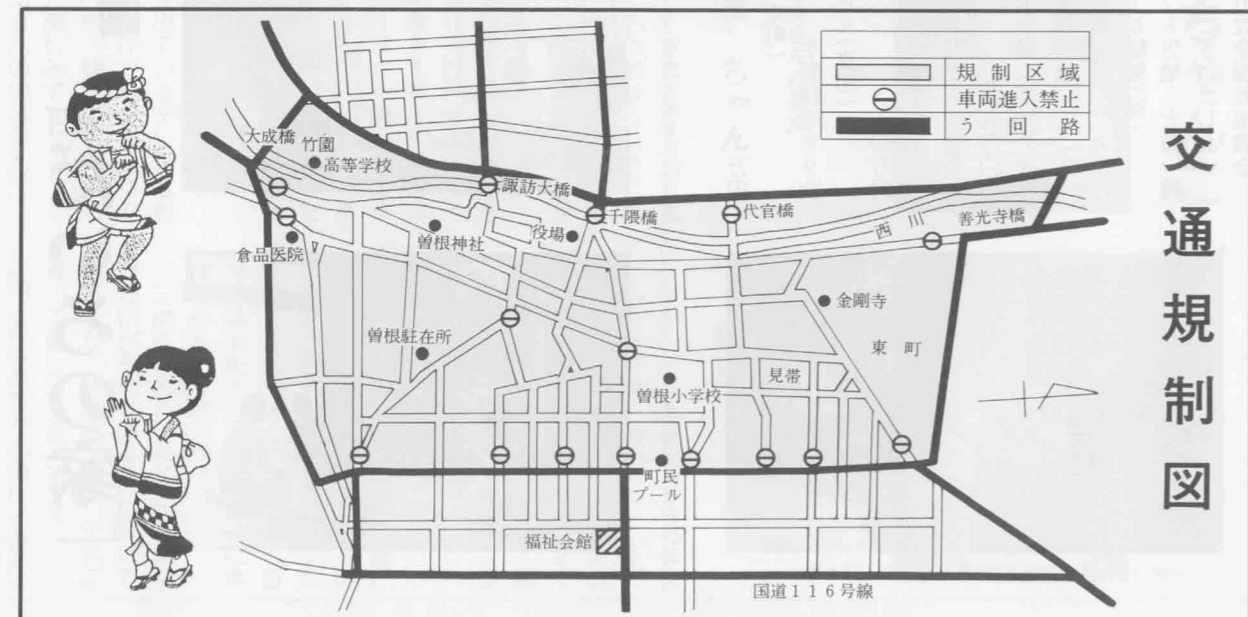 交通規制図
規制区域
車両進入禁止
う回路
大成橋
竹園
高等学校
諏訪大橋
千隈橋
代官橋
西川
善光寺橋
倉品医院
曽根神社
役場
金剛寺
曽根駐在所
東町
見帯
曽根小学校
町民
プール
福祉会館
国道116号線